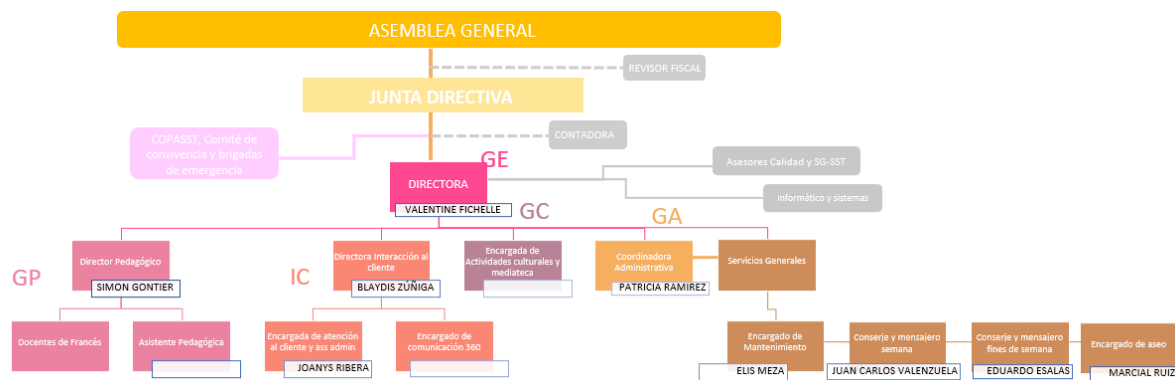 ASEMBLEA GENERAL
REVISOR FISCAL
JUNTA DIRECTIVA
COPASST, Comité de
convivencia y brigadas
de emergencia
CONTADORA
GE
Asesores Calidad y SG-SST
DIRECTORA
VALENTINE FICHELLE
Informático y sistemas
GC
GA
GP
Director Pedagógico
SIMON GONTIER
IC
Directora Interacción al
cliente
BLAYDIS ZÚÑIGA
Encargada de
Actividades culturales y
mediateca
Coordinadora
Administrativa
PATRICIA RAMIREZ
Servicios Generales
Docentes de Francés
Asistente Pedagógica
Encargada de atención
al cliente y ass admin
JOANYS RIBERA
Encargado de
comunicación 360
Encargado de
Mantenimiento
ELIS MEZA
Conserje y mensajero
semana
JUAN CARLOS VALENZUELA
Conserje y mensajero
fines de semana
EDUARDO ESALAS
Encargado de aseo
MARCIAL RUIZ